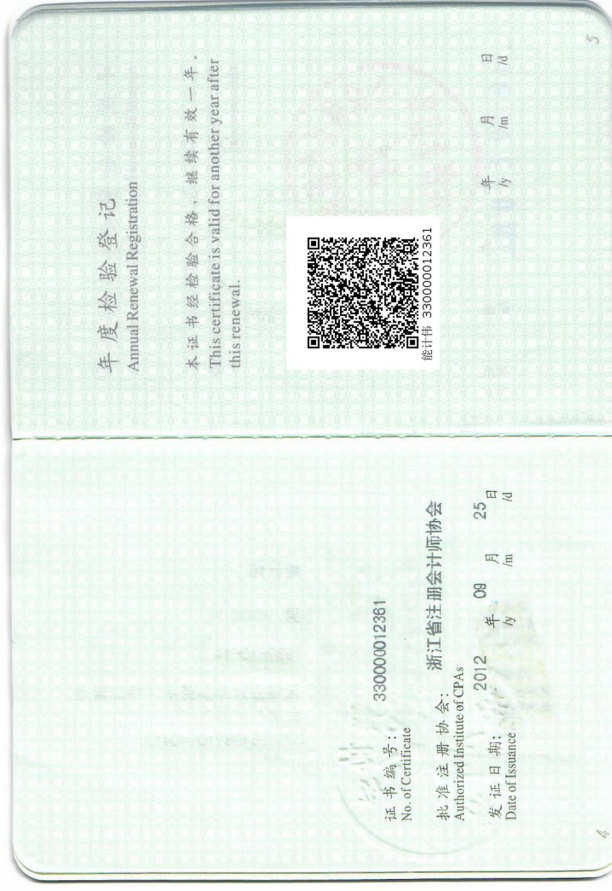 证书编号： 330000012361
No. of Certificate
批准注册协会： 浙江省注册会计师协会
Authorized Institute of CPAs
发证日期： 2012 年 09 月 25 日
Date of Issuance /y /m /d
4
年度检验登记
Annual Renewal Registration
本证书经检验合格，继续有效一年。
This certificate is valid for another year after
this renewal.
能计伟 330000012361
年 月 日
/y /m /d
5